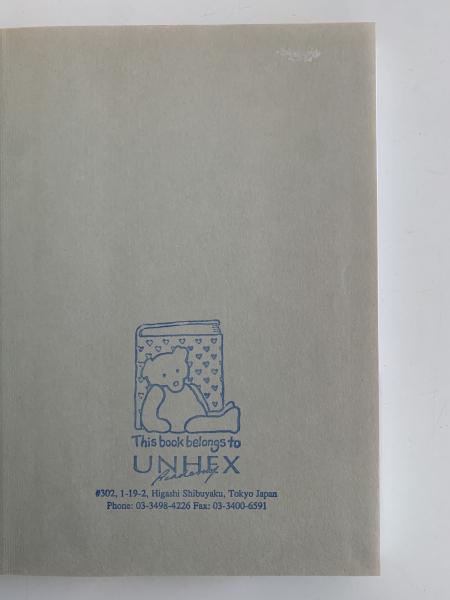 This book belongs to
UNHEX
Academy
#302, 1-19-2, Higashi Shibuyaku, Tokyo Japan
Phone: 03-3498-4226 Fax: 03-3400-6591